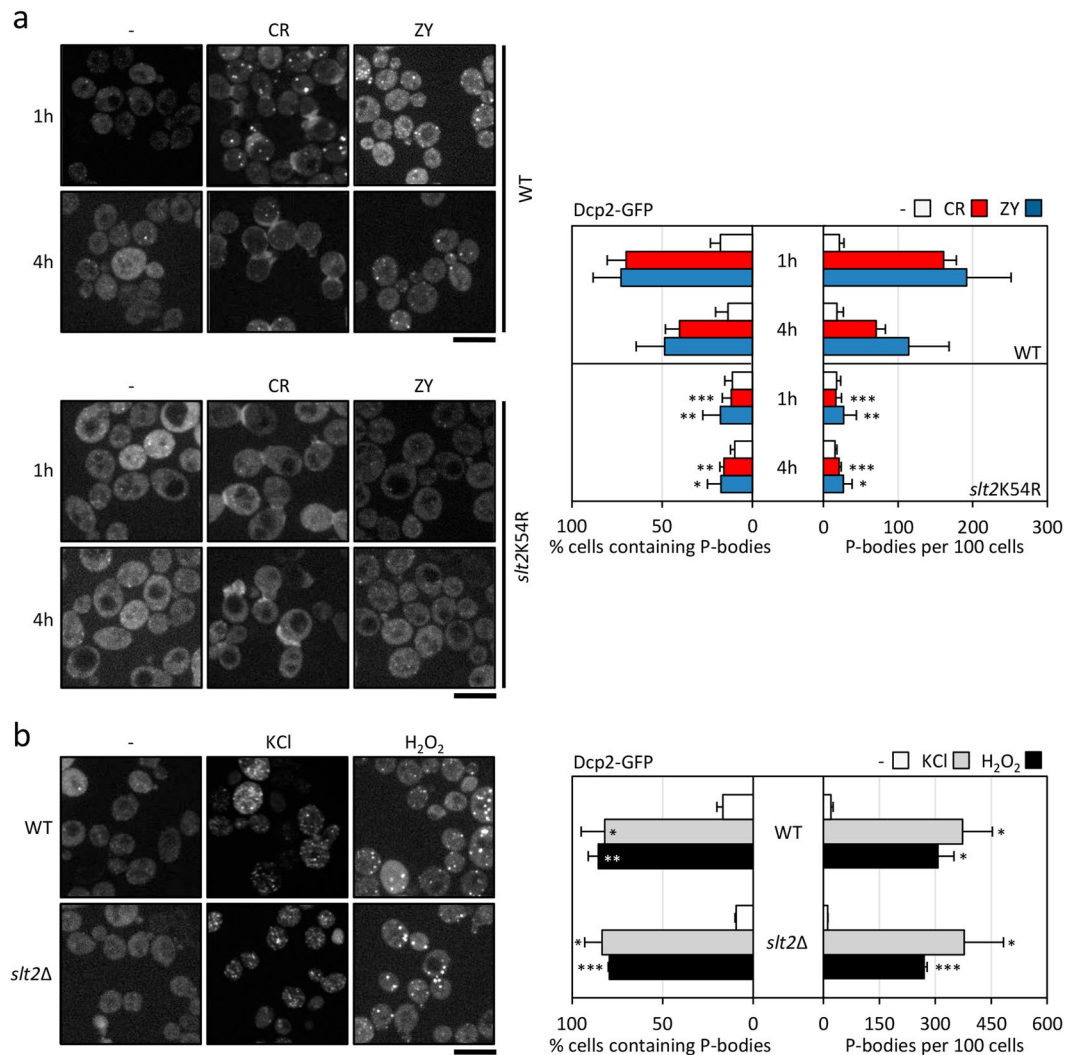 a
- CR ZY
1h
4h
WT
- CR ZY
1h
4h
slt2K54R
Dcp2-GFP - CR ZY
1h
4h
WT
*** 1h ***
** **
** 4h ***
* *
slt2K54R
100 50 0 0 100 200 300
% cells containing P-bodies P-bodies per 100 cells
b
- KCl H₂O₂
WT
slt2Δ
Dcp2-GFP - KCl H₂O₂
WT
* *
** *
slt2Δ
* *
*** ***
100 50 0 0 150 300 450 600
% cells containing P-bodies P-bodies per 100 cells